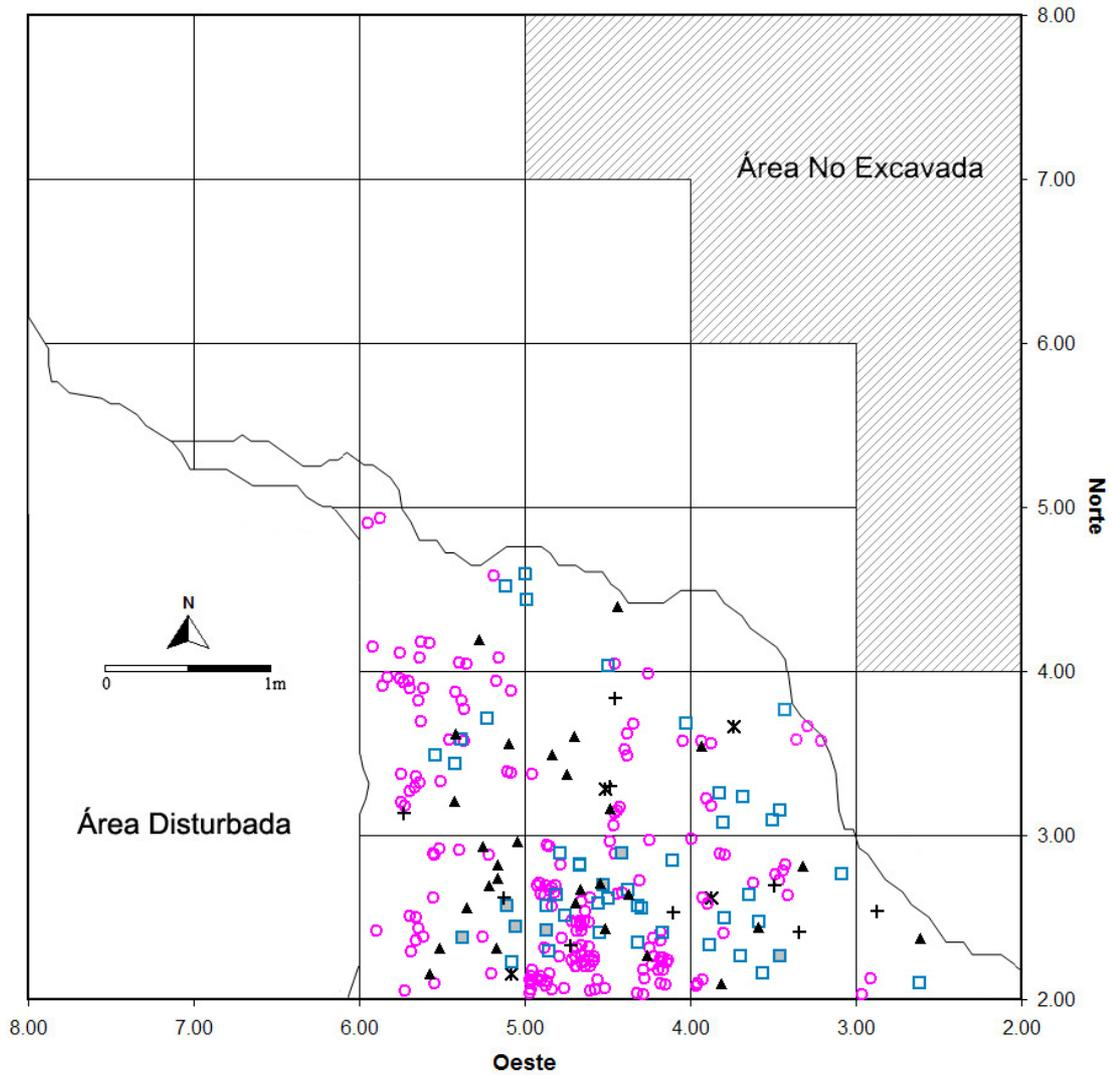 8.00
Área No Excavada
7.00
6.00
5.00
Norte
N
4.00
0 1m
Área Disturbada
3.00
2.00
8.00 7.00 6.00 5.00 4.00 3.00 2.00
Oeste